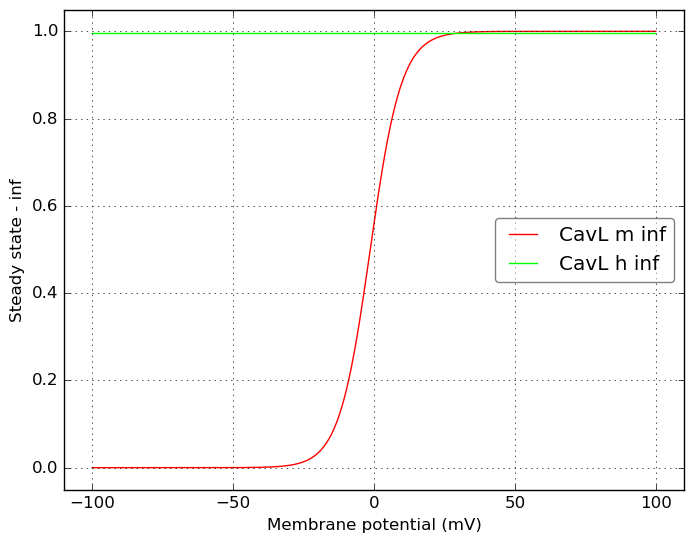 1.0
0.8
0.6
0.4
0.2
0.0
Steady state - inf
CavL m inf
CavL h inf
−100 −50 0 50 100
Membrane potential (mV)